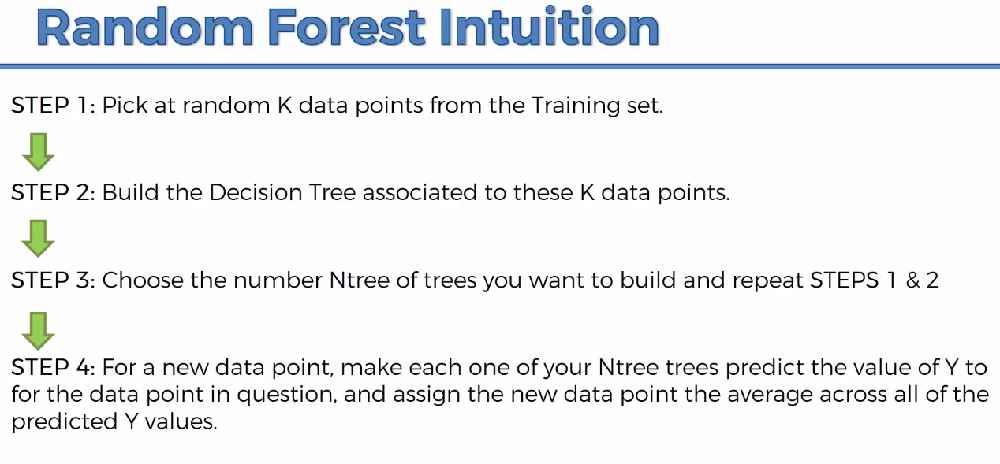 Random Forest Intuition
STEP 1: Pick at random K data points from the Training set.
STEP 2: Build the Decision Tree associated to these K data points.
STEP 3: Choose the number Ntree of trees you want to build and repeat STEPS 1 & 2
STEP 4: For a new data point, make each one of your Ntree trees predict the value of Y to
for the data point in question, and assign the new data point the average across all of the
predicted Y values.